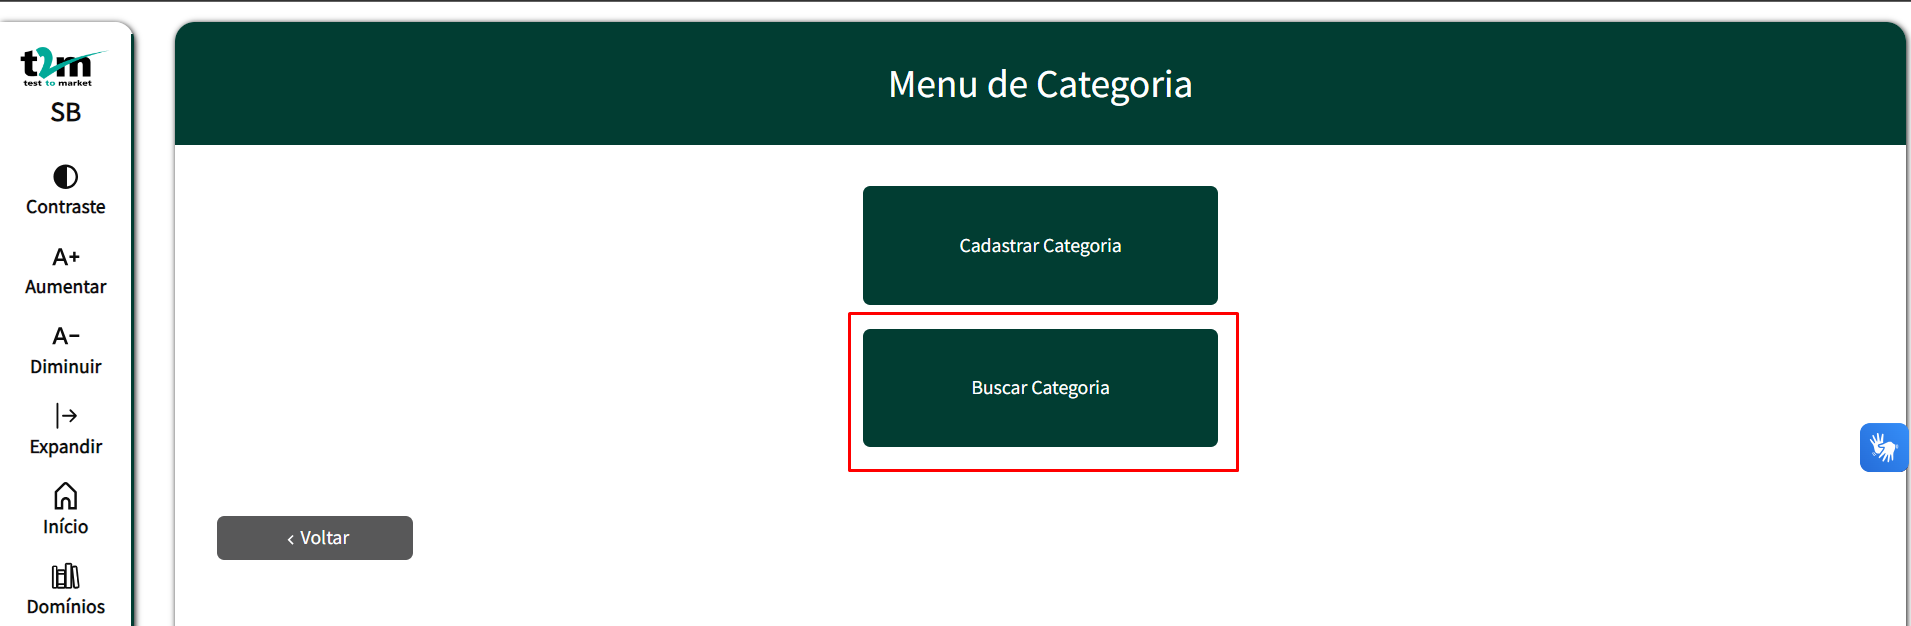 t2m
test to market
SB
Contraste
A+
Aumentar
A-
Diminuir
Expandir
Início
Domínios
Menu de Categoria
Cadastrar Categoria
Buscar Categoria
‹ Voltar